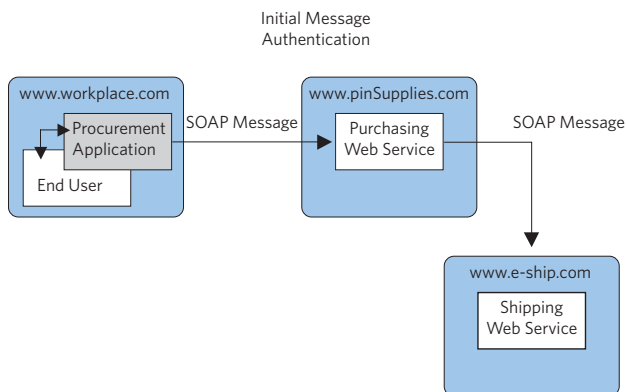 Initial Message
Authentication
www.workplace.com
Procurement
Application
End User
SOAP Message
www.pinSupplies.com
Purchasing
Web Service
SOAP Message
www.e-ship.com
Shipping
Web Service